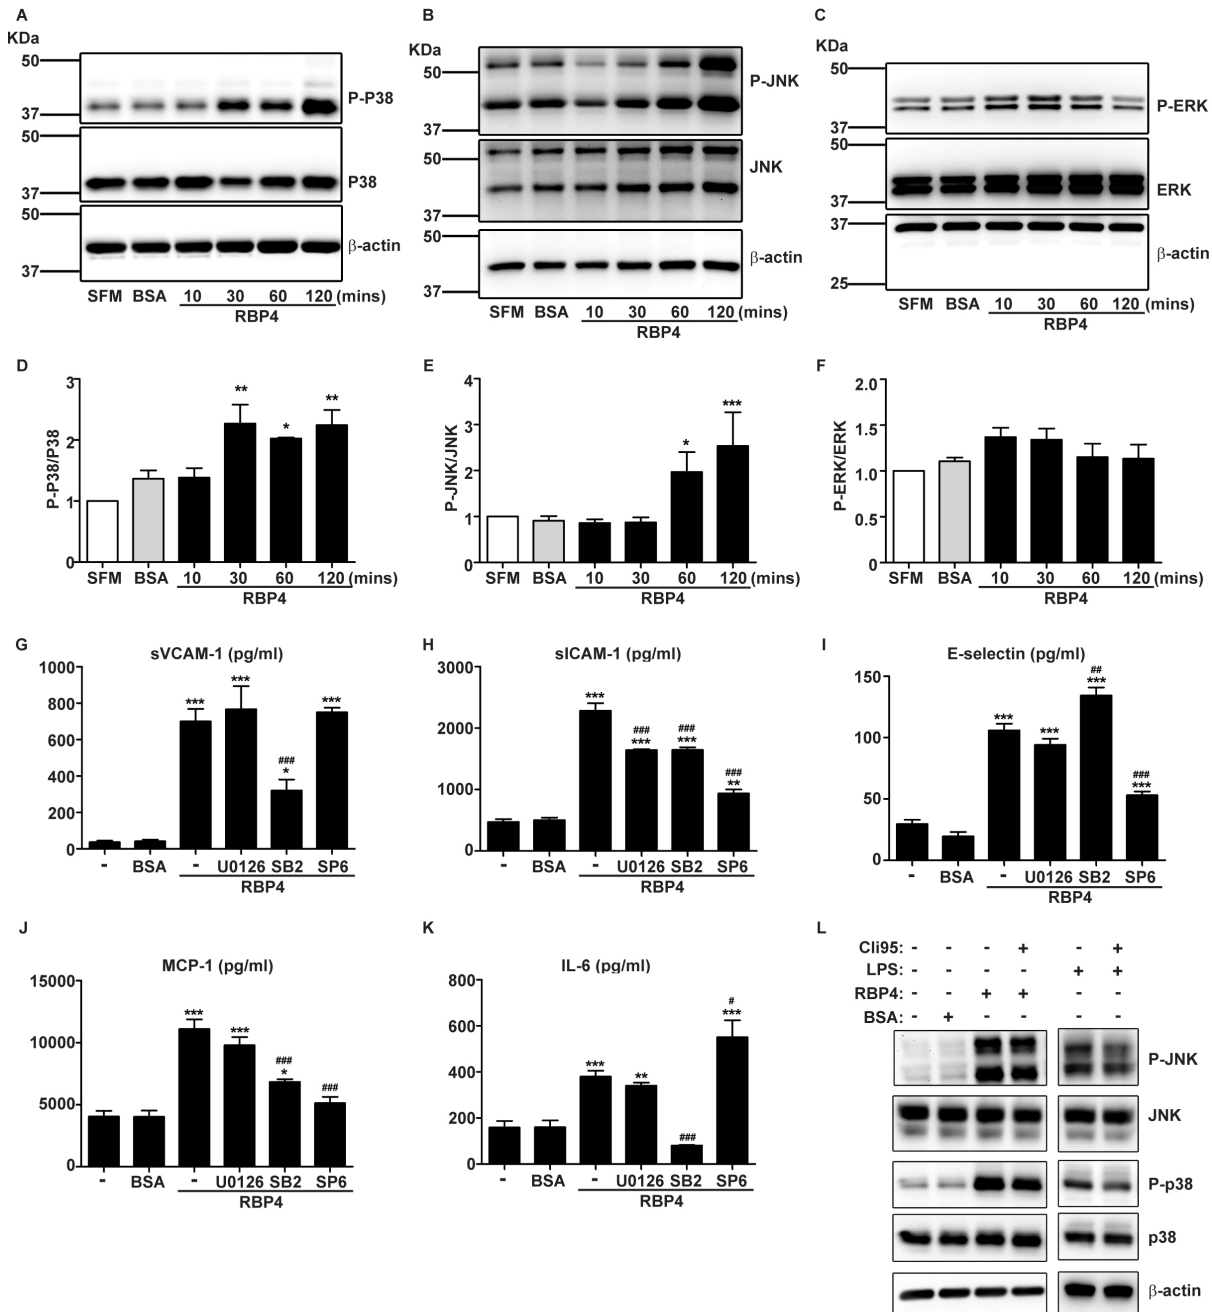 A
KDa
50
37
P-P38
50
37
P38
50
37
β-actin
SFM BSA 10 30 60 120 (mins)
RBP4
B
KDa
50
37
P-JNK
50
37
JNK
50
37
β-actin
SFM BSA 10 30 60 120 (mins)
RBP4
C
KDa
50
37
P-ERK
50
37
ERK
37
25
β-actin
SFM BSA 10 30 60 120 (mins)
RBP4
D
P-P38/P38
3
2
1
0
** * **
SFM BSA 10 30 60 120 (mins)
RBP4
E
P-JNK/JNK
4
3
2
1
0
* ***
SFM BSA 10 30 60 120 (mins)
RBP4
F
P-ERK/ERK
2.0
1.5
1.0
0.5
0
SFM BSA 10 30 60 120 (mins)
RBP4
G
sVCAM-1 (pg/ml)
1000
800
600
400
200
0
*** *** ### * ***
- BSA - U0126 SB2 SP6
RBP4
H
sICAM-1 (pg/ml)
3000
2000
1000
0
*** ### *** ### *** ### **
- BSA - U0126 SB2 SP6
RBP4
I
E-selectin (pg/ml)
150
100
50
0
*** *** ## *** ### ***
- BSA - U0126 SB2 SP6
RBP4
J
MCP-1 (pg/ml)
15000
10000
5000
0
*** *** ### * ###
- BSA - U0126 SB2 SP6
RBP4
K
IL-6 (pg/ml)
800
600
400
200
0
*** ** ### # ***
- BSA - U0126 SB2 SP6
RBP4
L
Cli95: - - - + - +
LPS: - - - - + +
RBP4: - - + + - -
BSA: - + - - - -
P-JNK
JNK
P-p38
p38
β-actin